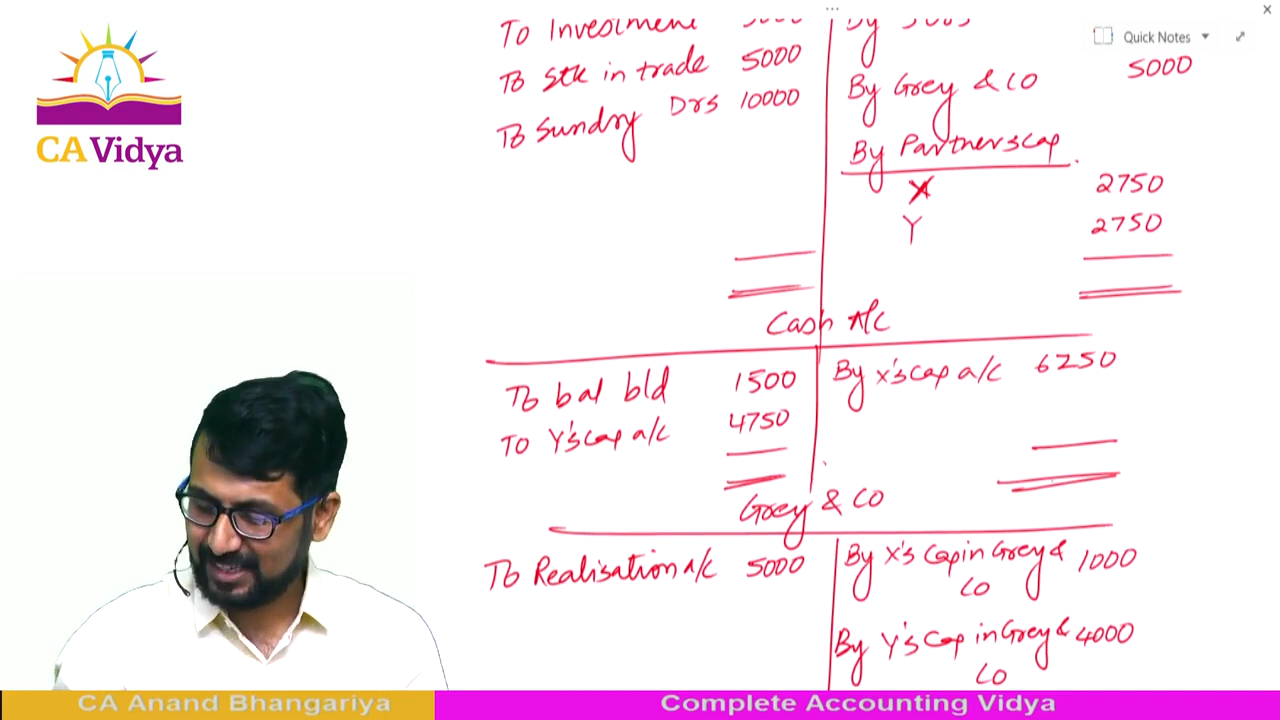 CA Vidya
Quick Notes
To Investment
To Stk in trade 5000
To Sundry Drs 10000
By
By Grey & CO 5000
By Partners cap
X 2750
Y 2750
Cash A/c
To bal bld 1500
To Y's cap a/c 4750
By X's cap a/c 6250
Grey & CO
To Realisation a/c 5000
By X's Cap in Grey & 1000
CO
By Y's Cap in Grey & 4000
CO
CA Anand Bhangariya
Complete Accounting Vidya